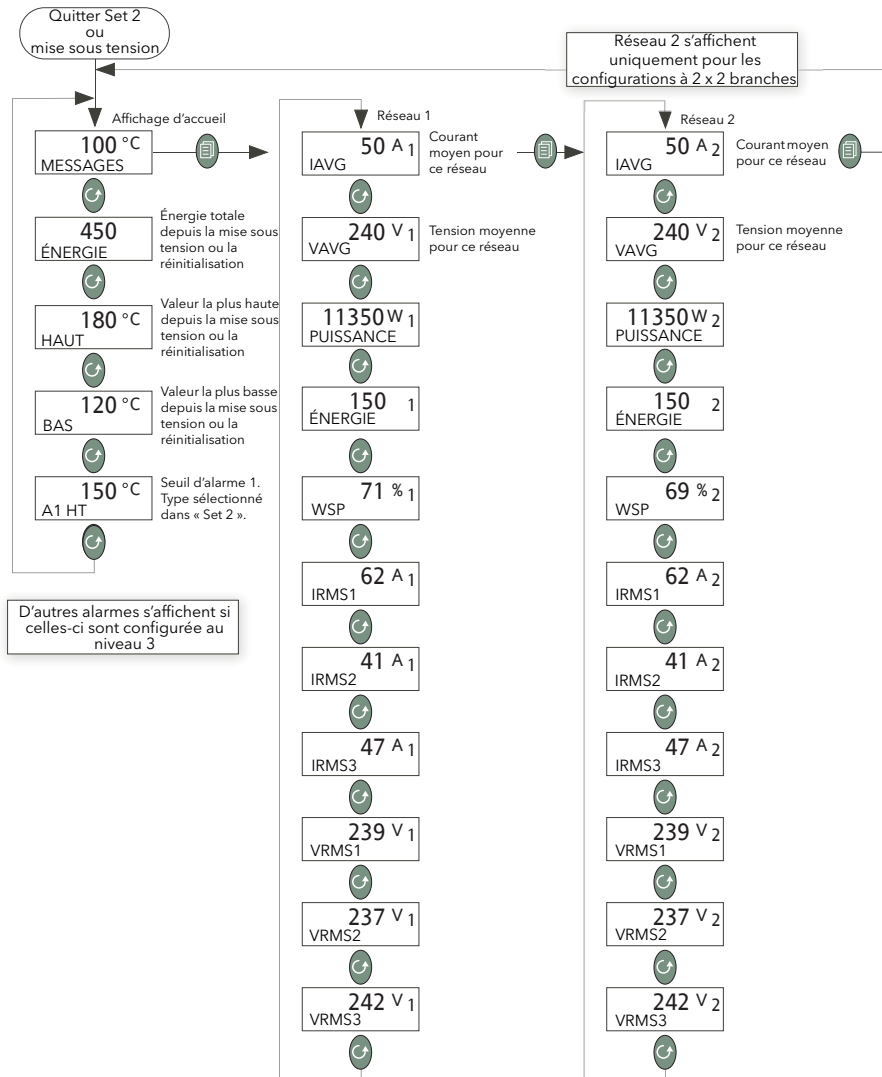 Quitter Set 2
ou
mise sous tension
Réseau 2 s'affichent
uniquement pour les
configurations à 2 x 2 branches
Affichage d'accueil
100 °C
MESSAGES
450
ÉNERGIE
Énergie totale
depuis la mise sous
tension ou la
réinitialisation
180 °C
HAUT
Valeur la plus haute
depuis la mise sous
tension ou la
réinitialisation
120 °C
BAS
Valeur la plus basse
depuis la mise sous
tension ou la
réinitialisation
150 °C
A1 HT
Seuil d'alarme 1.
Type sélectionné
dans « Set 2 ».
D'autres alarmes s'affichent si
celles-ci sont configurée au
niveau 3
Réseau 1
50 A 1
IAVG
Courant
moyen pour
ce réseau
240 V 1
VAVG
Tension moyenne
pour ce réseau
11350 W 1
PUISSANCE
150 1
ÉNERGIE
71 % 1
WSP
62 A 1
IRMS1
41 A 1
IRMS2
47 A 1
IRMS3
239 V 1
VRMS1
237 V 1
VRMS2
242 V 1
VRMS3
Réseau 2
50 A 2
IAVG
Courant moyen
pour ce réseau
240 V 2
VAVG
Tension moyenne
pour ce réseau
11350 W 2
PUISSANCE
150 2
ÉNERGIE
69 % 2
WSP
62 A 2
IRMS1
41 A 2
IRMS2
47 A 2
IRMS3
239 V 2
VRMS1
237 V 2
VRMS2
242 V 2
VRMS3